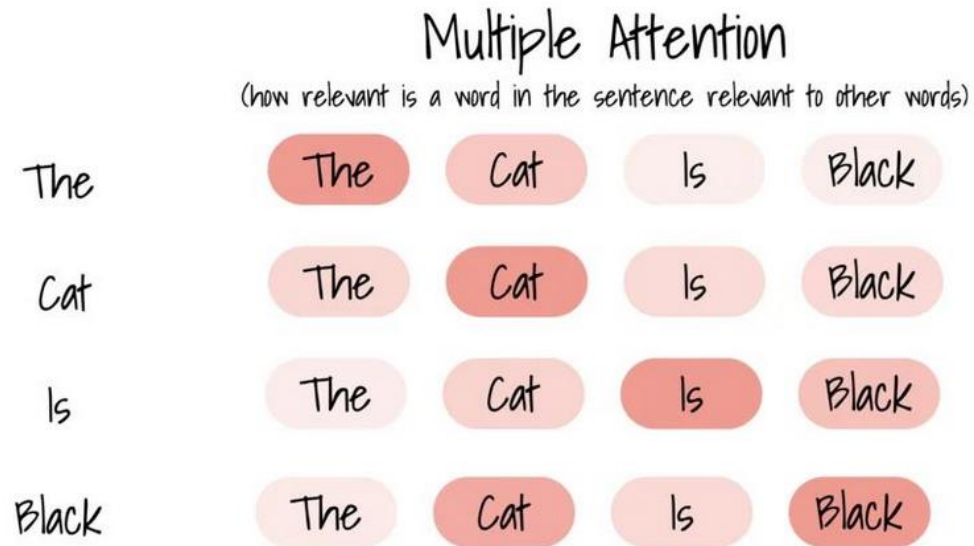 Multiple Attention
(how relevant is a word in the sentence relevant to other words)
The The Cat Is Black
Cat The Cat Is Black
Is The Cat Is Black
Black The Cat Is Black